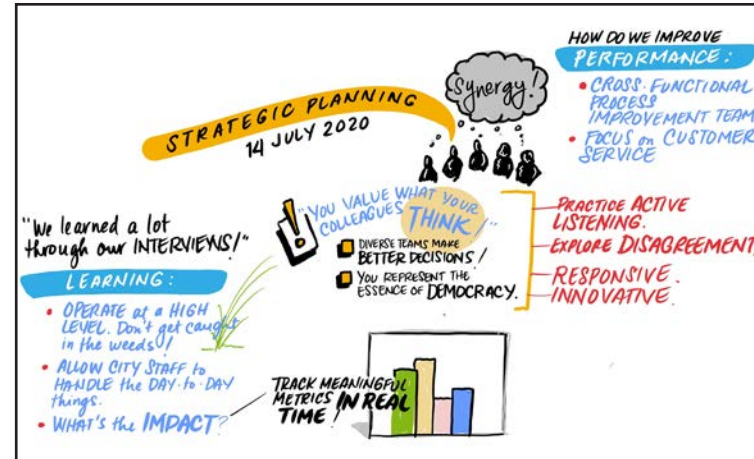 STRATEGIC PLANNING
14 JULY 2020
Synergy!
HOW DO WE IMPROVE
PERFORMANCE:
• CROSS-FUNCTIONAL
PROCESS
IMPROVEMENT TEAM
• FOCUS on CUSTOMER
SERVICE
"YOU VALUE WHAT YOUR
COLLEAGUES THINK!"
DIVERSE TEAMS MAKE
BETTER DECISIONS!
YOU REPRESENT THE
ESSENCE OF DEMOCRACY.
PRACTICE ACTIVE
LISTENING.
EXPLORE DISAGREEMENT
RESPONSIVE.
INNOVATIVE.
"We learned a lot
through our INTERVIEWS!"
LEARNING:
• OPERATE at a HIGH
LEVEL. Don't get caught
in the weeds!
• ALLOW CITY STAFF to
HANDLE the DAY-to-DAY
things.
• WHAT'S the IMPACT?
TRACK MEANINGFUL
METRICS IN REAL
TIME!